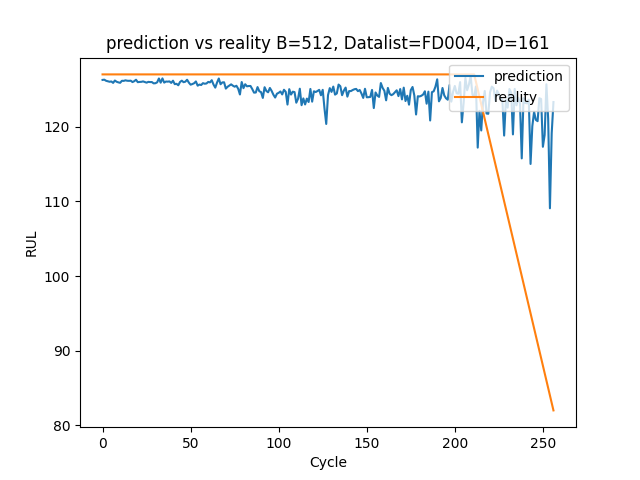 prediction vs reality B=512, Datalist=FD004, ID=161
prediction
reality
RUL
120
110
100
90
80
0
50
100
150
200
250
Cycle